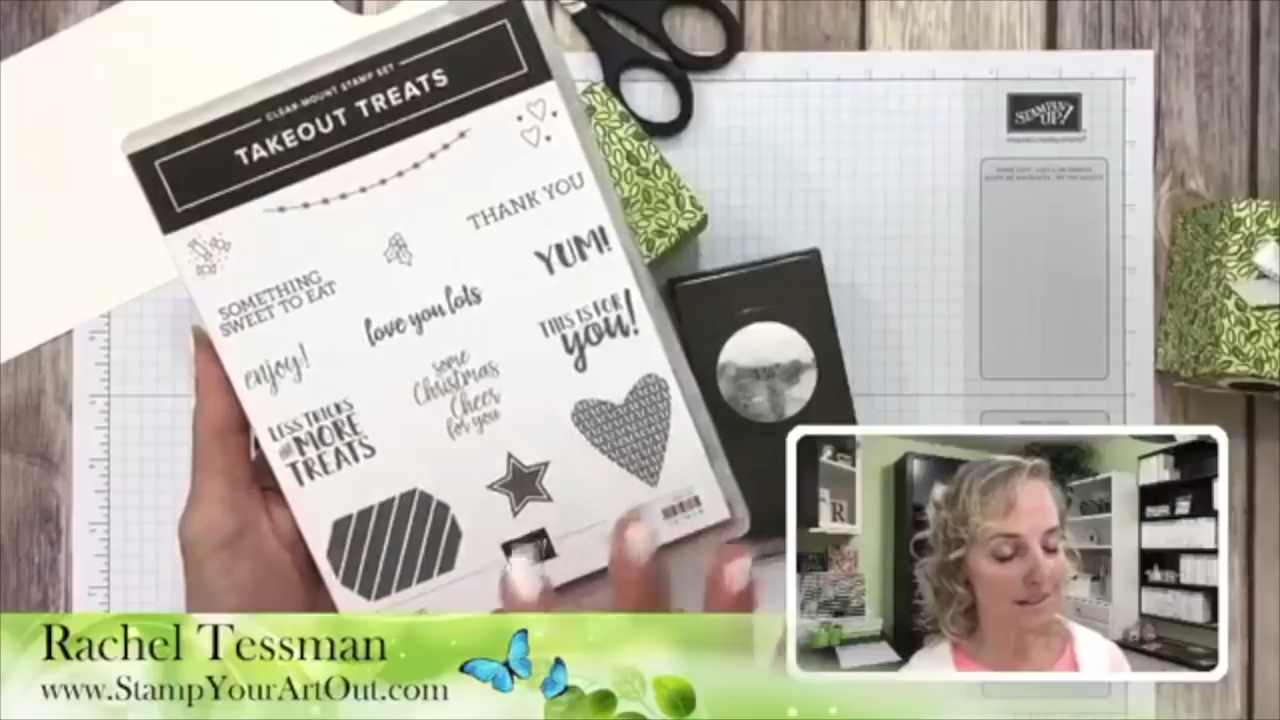 CLEAR-MOUNT STAMP SET
TAKEOUT TREATS
THANK YOU
YUM!
SOMETHING
SWEET TO EAT
love you lots
THIS IS FOR
you!
enjoy!
some
Christmas
Cheer
for you
LESS TRICKS
and MORE
TREATS
STAMPIN'
UP!
R
Rachel Tessman
www.StampYourArtOut.com